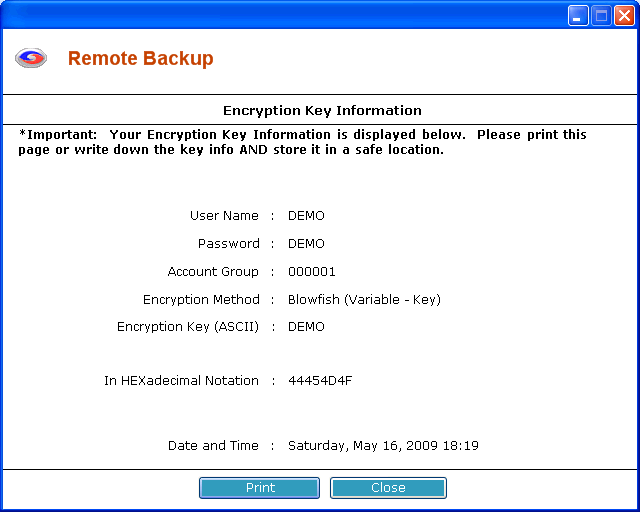 Remote Backup
Encryption Key Information
*Important:  Your Encryption Key Information is displayed below.  Please print this
page or write down the key info AND store it in a safe location.
User Name : DEMO
Password : DEMO
Account Group : 000001
Encryption Method : Blowfish (Variable - Key)
Encryption Key (ASCII) : DEMO
In HEXadecimal Notation : 44454D4F
Date and Time : Saturday, May 16, 2009 18:19
Print Close